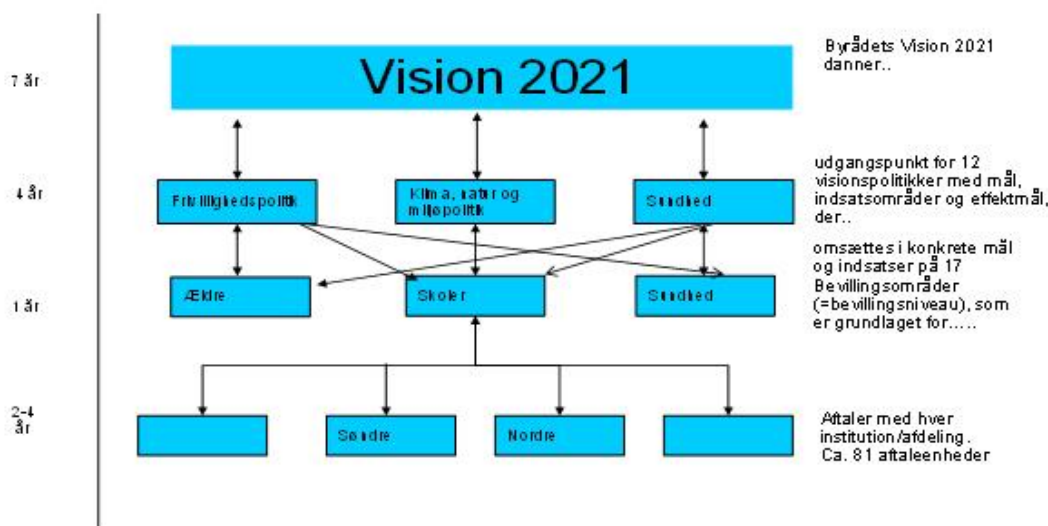 Vision 2021
Byrådets Vision 2021
danner..
7 år
4 år
Frivillighedspolitik
Klima, natur og
miljøpolitik
Sundhed
udgangspunkt for 12
visionspolitikker med mål,
indsatsområder og effektmål,
der..
omsættes i konkrete mål
og indsatser på 17
Bevillingsområder
(=bevillingsniveau), som
er grundlaget for.....
1 år
Ældre
Skoler
Sundhed
2-4
år
Søndre
Nordre
Aftaler med hver
institution/afdeling.
Ca. 81 aftaleenheder